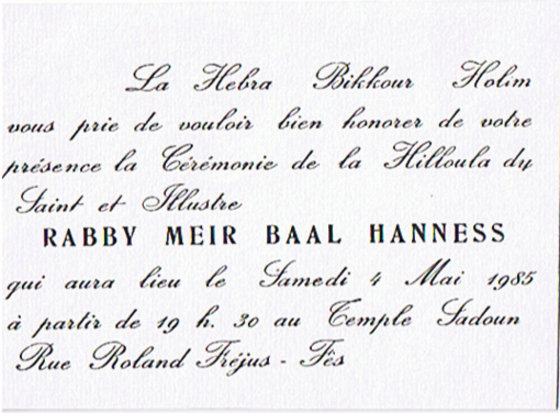 La Hebra Bikkour Holim
vous prie de vouloir bien honorer de votre
présence la Cérémonie de la Hilloula dy
Saint et Illustre
RABBY MEIR BAAL HANNESS
qui aura lieu le Samedi 4 Mai 1985
à partir de 19 h. 30 au Temple Sadoun
Rue Roland Fréjus - Fès